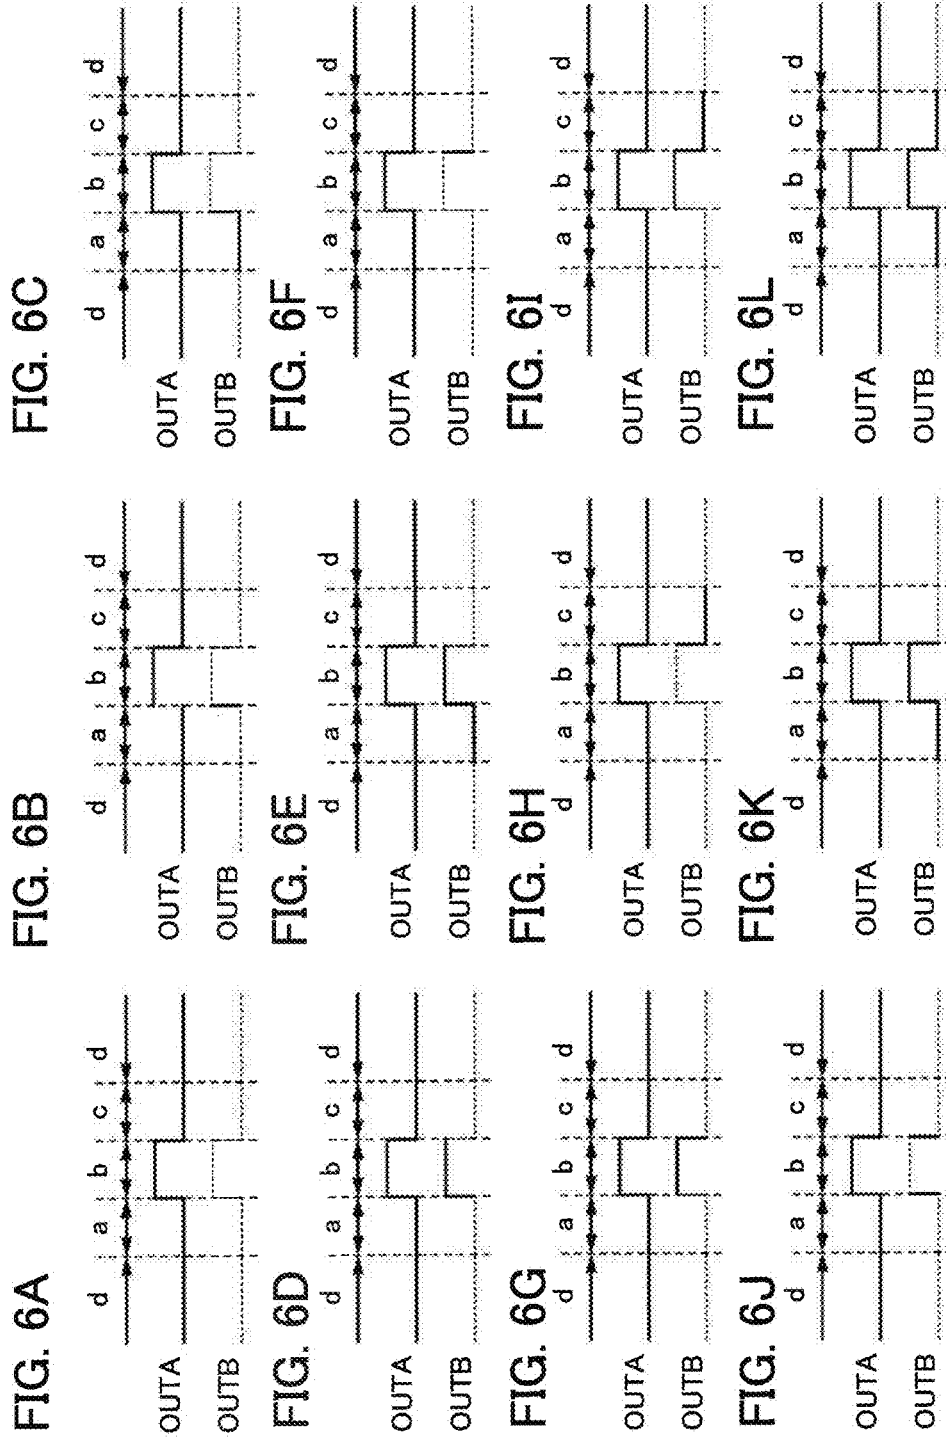 FIG. 6A
d a b c d
OUTA
OUTB
FIG. 6B
d a b c d
OUTA
OUTB
FIG. 6C
d a b c d
OUTA
OUTB
FIG. 6D
d a b c d
OUTA
OUTB
FIG. 6E
d a b c d
OUTA
OUTB
FIG. 6F
d a b c d
OUTA
OUTB
FIG. 6G
d a b c d
OUTA
OUTB
FIG. 6H
d a b c d
OUTA
OUTB
FIG. 6I
d a b c d
OUTA
OUTB
FIG. 6J
d a b c d
OUTA
OUTB
FIG. 6K
d a b c d
OUTA
OUTB
FIG. 6L
d a b c d
OUTA
OUTB